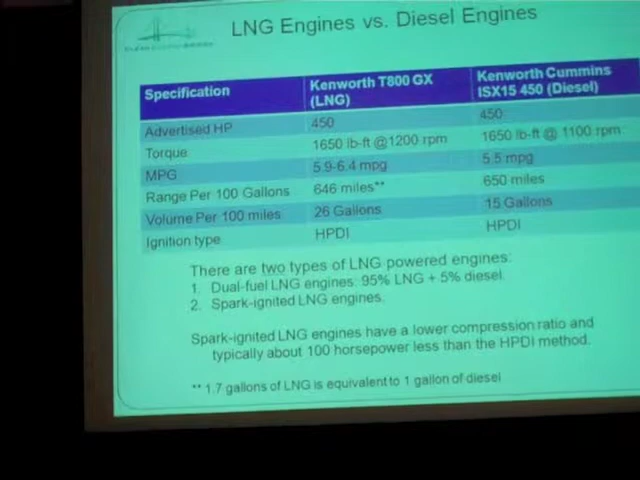 LNG Engines vs. Diesel Engines
Specification Kenworth T800 GX (LNG) Kenworth Cummins ISX15 450 (Diesel)
Advertised HP 450 450
Torque 1650 lb-ft @1200 rpm 1650 lb-ft @ 1100 rpm
MPG 5.9-6.4 mpg 5.5 mpg
Range Per 100 Gallons 646 miles** 650 miles
Volume Per 100 miles 26 Gallons 15 Gallons
Ignition type HPDI HPDI
There are two types of LNG powered engines:
1. Dual-fuel LNG engines: 95% LNG + 5% diesel.
2. Spark-ignited LNG engines.
Spark-ignited LNG engines have a lower compression ratio and
typically about 100 horsepower less than the HPDI method.
** 1.7 gallons of LNG is equivalent to 1 gallon of diesel